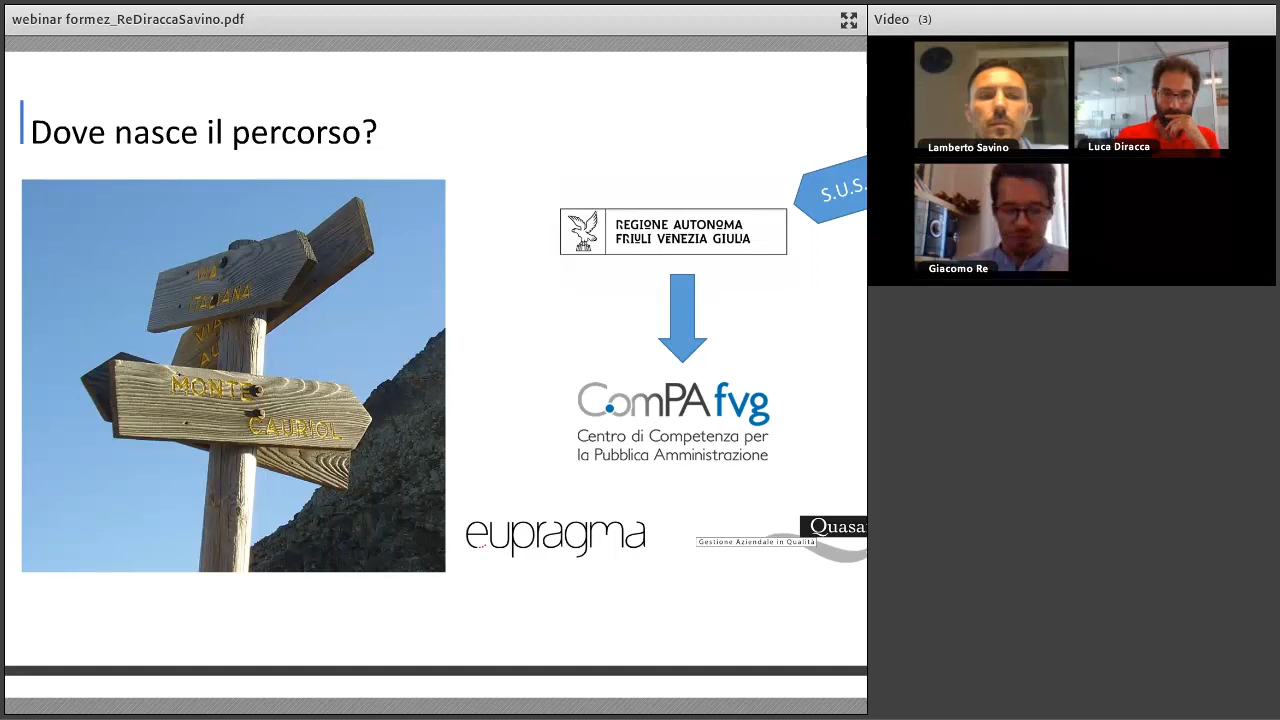 webinar formez_ReDiraccaSavino.pdf
Video (3)
Dove nasce il percorso?
VIA
ITALIANA
VIA
MONTE
CAURIOL
S.U.S.
REGIONE AUTONOMA
FRIULI VENEZIA GIULIA
ComPAfvg
Centro di Competenza per
la Pubblica Amministrazione
eupragma
Quasa
Gestione Aziendale in Qualità
Lamberto Savino
Luca Diracca
Giacomo Re